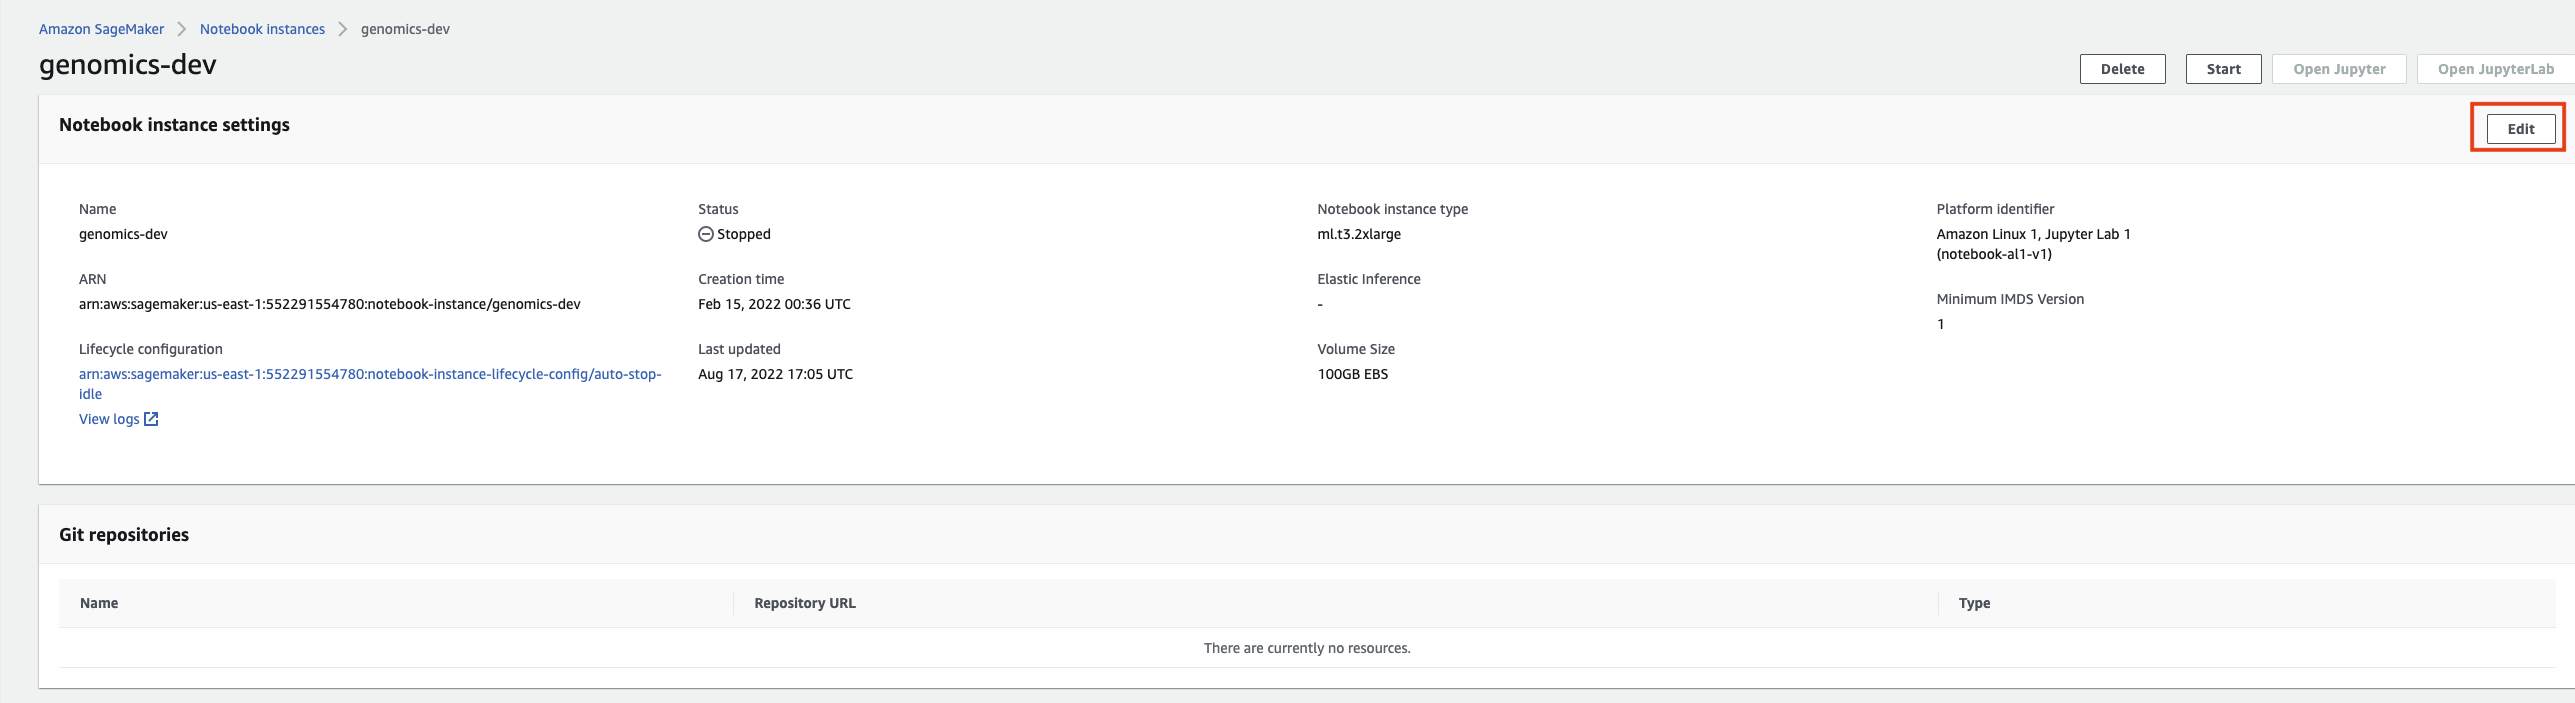 Amazon SageMaker > Notebook instances > genomics-dev
genomics-dev
Delete Start Open Jupyter Open JupyterLab
Notebook instance settings
Edit
Name
genomics-dev
ARN
arn:aws:sagemaker:us-east-1:552291554780:notebook-instance/genomics-dev
Lifecycle configuration
arn:aws:sagemaker:us-east-1:552291554780:notebook-instance-lifecycle-config/auto-stop-
idle
View logs
Status
Stopped
Creation time
Feb 15, 2022 00:36 UTC
Last updated
Aug 17, 2022 17:05 UTC
Notebook instance type
ml.t3.2xlarge
Elastic Inference
-
Volume Size
100GB EBS
Platform identifier
Amazon Linux 1, Jupyter Lab 1
(notebook-al1-v1)
Minimum IMDS Version
1
Git repositories
Name Repository URL Type
There are currently no resources.